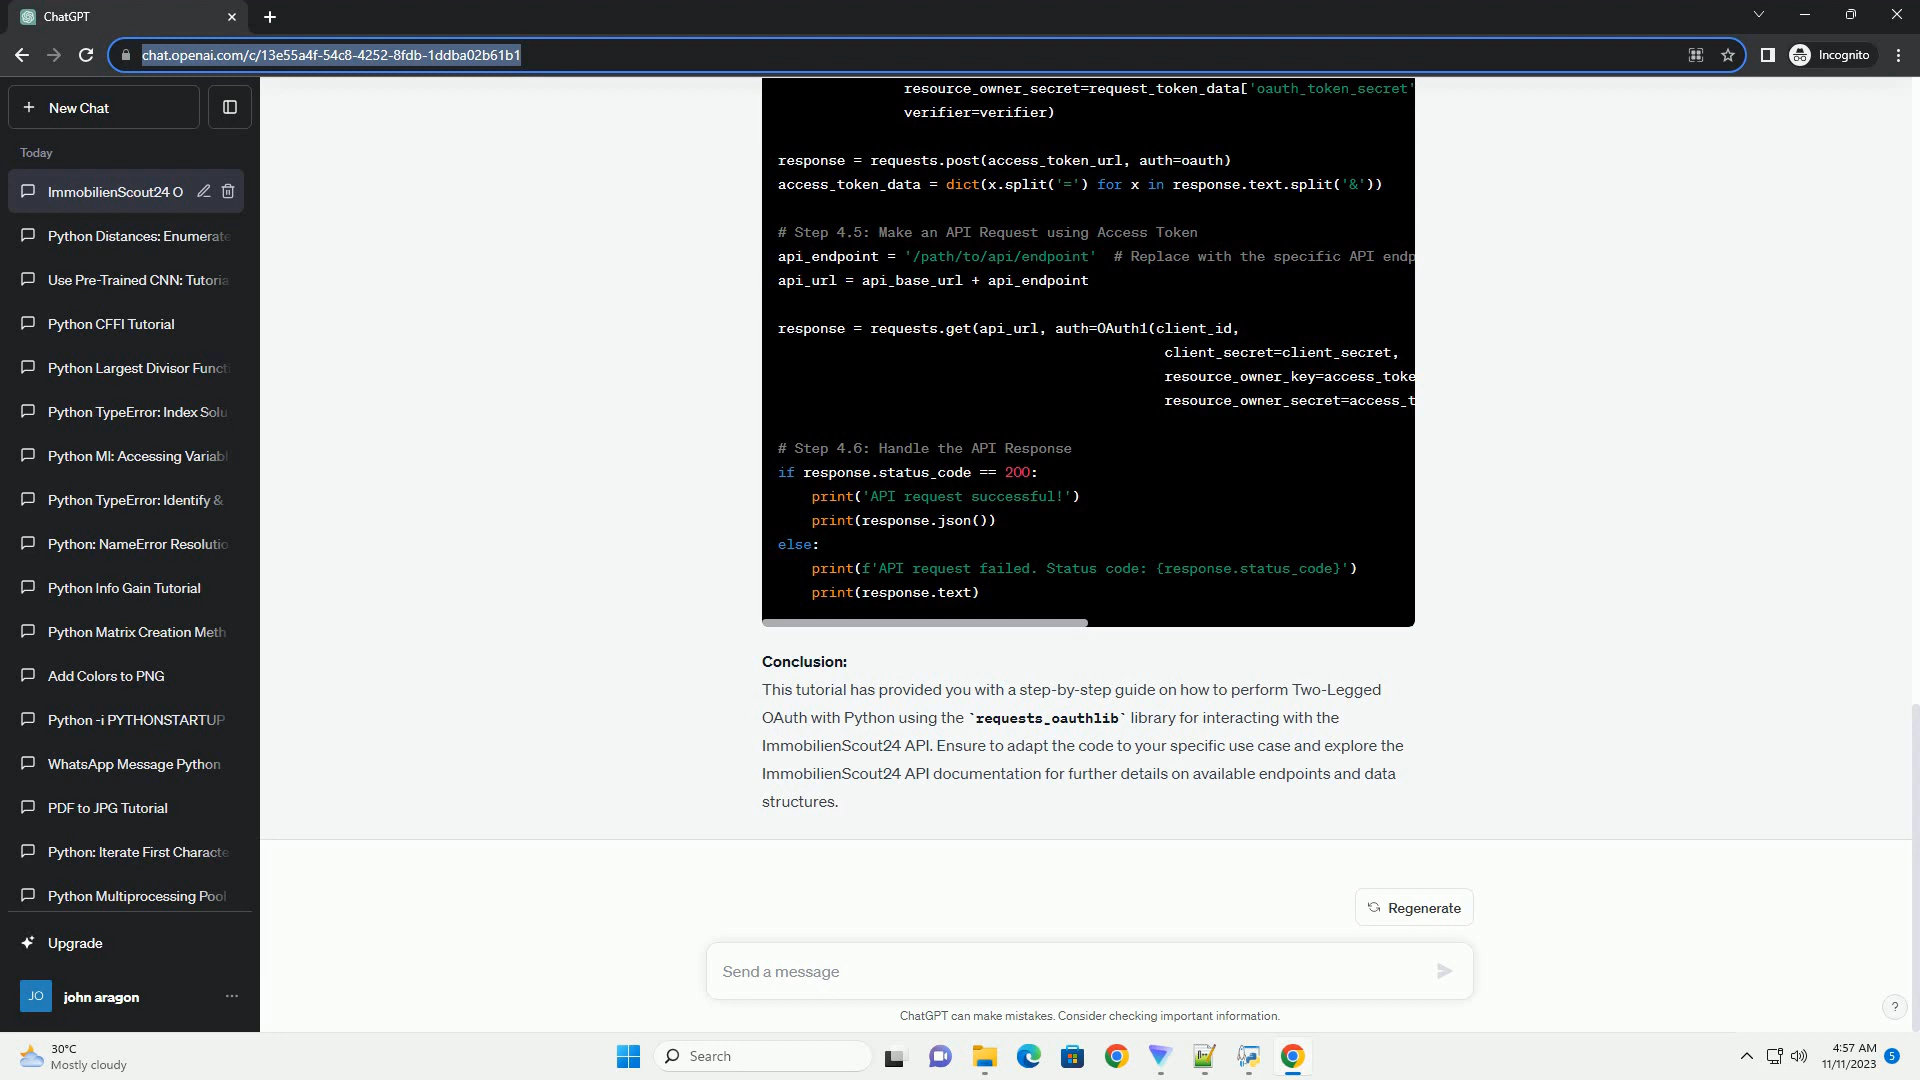 ChatGPT
chat.openai.com/c/13e55a4f-54c8-4252-8fdb-1ddba02b61b1
Incognito
New Chat
Today
ImmobilienScout24 O
Python Distances: Enumerate
Use Pre-Trained CNN: Tutoria
Python CFFI Tutorial
Python Largest Divisor Funct
Python TypeError: Index Solu
Python MI: Accessing Variab
Python TypeError: Identify &
Python: NameError Resolutio
Python Info Gain Tutorial
Python Matrix Creation Meth
Add Colors to PNG
Python -i PYTHONSTARTUP
WhatsApp Message Python
PDF to JPG Tutorial
Python: Iterate First Characte
Python Multiprocessing Pool
Upgrade
JO john aragon
resource_owner_secret=request_token_data['oauth_token_secret'
verifier=verifier)
response = requests.post(access_token_url, auth=oauth)
access_token_data = dict(x.split('=') for x in response.text.split('&'))
# Step 4.5: Make an API Request using Access Token
api_endpoint = '/path/to/api/endpoint'  # Replace with the specific API endp
api_url = api_base_url + api_endpoint
response = requests.get(api_url, auth=OAuth1(client_id,
client_secret=client_secret,
resource_owner_key=access_toke
resource_owner_secret=access_t
# Step 4.6: Handle the API Response
if response.status_code == 200:
print('API request successful!')
print(response.json())
else:
print(f'API request failed. Status code: {response.status_code}')
print(response.text)
Conclusion:
This tutorial has provided you with a step-by-step guide on how to perform Two-Legged
OAuth with Python using the `requests_oauthlib` library for interacting with the
ImmobilienScout24 API. Ensure to adapt the code to your specific use case and explore the
ImmobilienScout24 API documentation for further details on available endpoints and data
structures.
Regenerate
Send a message
ChatGPT can make mistakes. Consider checking important information.
?
30°C
Mostly cloudy
Search
4:57 AM
11/11/2023
5